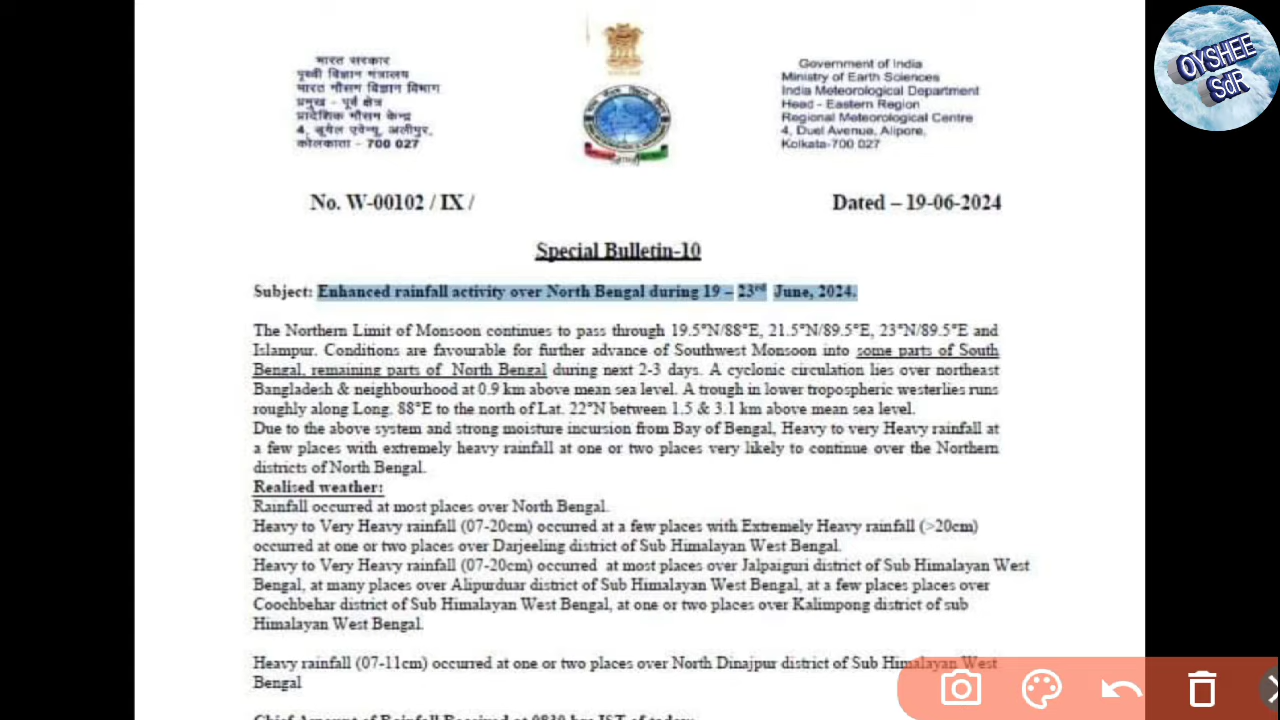 भारत सरकार
पृथ्वी विज्ञान मंत्रालय
भारत मौसम विज्ञान विभाग
प्रमुख - पूर्व क्षेत्र
प्रादेशिक मौसम केन्द्र
4, डूयेल एवेन्यू, अलीपुर,
कोलकाता - 700 027
Government of India
Ministry of Earth Sciences
India Meteorological Department
Head - Eastern Region
Regional Meteorological Centre
4, Duel Avenue, Alipore,
Kolkata-700 027
OYSHEE
SdR
No. W-00102 / IX /
Dated – 19-06-2024
Special Bulletin-10
Subject: Enhanced rainfall activity over North Bengal during 19 – 23rd June, 2024.
The Northern Limit of Monsoon continues to pass through 19.5°N/88°E, 21.5°N/89.5°E, 23°N/89.5°E and
Islampur. Conditions are favourable for further advance of Southwest Monsoon into some parts of South
Bengal, remaining parts of North Bengal during next 2-3 days. A cyclonic circulation lies over northeast
Bangladesh & neighbourhood at 0.9 km above mean sea level. A trough in lower tropospheric westerlies runs
roughly along Long. 88°E to the north of Lat. 22°N between 1.5 & 3.1 km above mean sea level.
Due to the above system and strong moisture incursion from Bay of Bengal, Heavy to very Heavy rainfall at
a few places with extremely heavy rainfall at one or two places very likely to continue over the Northern
districts of North Bengal.
Realised weather:
Rainfall occurred at most places over North Bengal.
Heavy to Very Heavy rainfall (07-20cm) occurred at a few places with Extremely Heavy rainfall (>20cm)
occurred at one or two places over Darjeeling district of Sub Himalayan West Bengal.
Heavy to Very Heavy rainfall (07-20cm) occurred at most places over Jalpaiguri district of Sub Himalayan West
Bengal, at many places over Alipurduar district of Sub Himalayan West Bengal, at a few places places over
Coochbehar district of Sub Himalayan West Bengal, at one or two places over Kalimpong district of sub
Himalayan West Bengal.
Heavy rainfall (07-11cm) occurred at one or two places over North Dinajpur district of Sub Himalayan West
Bengal
Chief Amount of Rainfall Received at 0830 hrs IST of today: